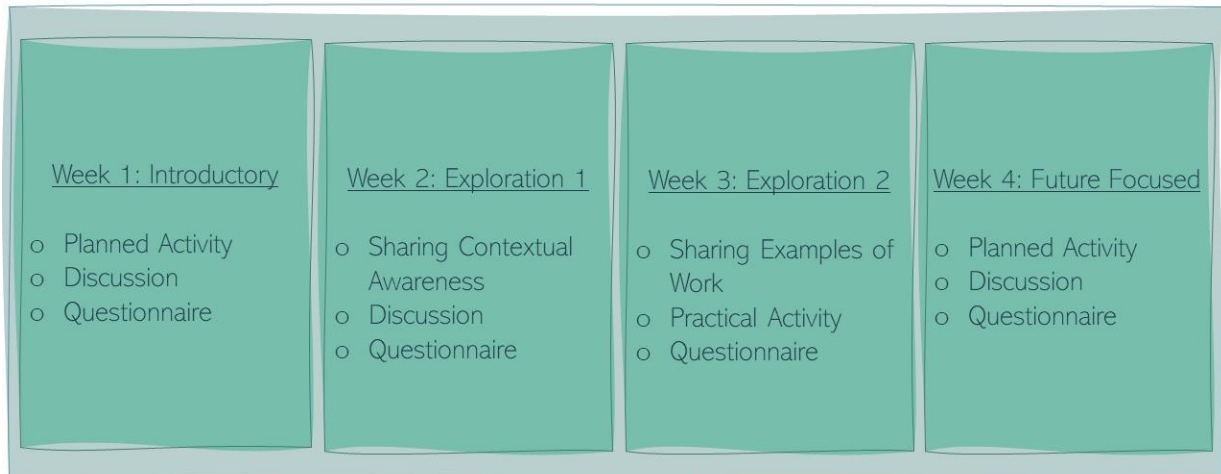 Week 1: Introductory
o Planned Activity
o Discussion
o Questionnaire
Week 2: Exploration 1
o Sharing Contextual
Awareness
o Discussion
o Questionnaire
Week 3: Exploration 2
o Sharing Examples of
Work
o Practical Activity
o Questionnaire
Week 4: Future Focused
o Planned Activity
o Discussion
o Questionnaire